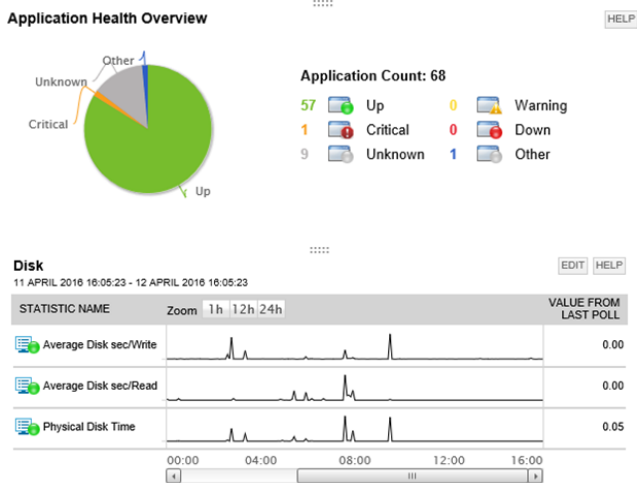 Application Health Overview
HELP
Other
Unknown
Critical
Up
Application Count: 68
57 Up 0 Warning
1 Critical 0 Down
9 Unknown 1 Other
Disk
EDIT HELP
11 APRIL 2016 16:05:23 - 12 APRIL 2016 16:05:23
STATISTIC NAME Zoom 1h 12h 24h VALUE FROM
LAST POLL
Average Disk sec/Write 0.00
Average Disk sec/Read 0.00
Physical Disk Time 0.05
00:00 04:00 08:00 12:00 16:00